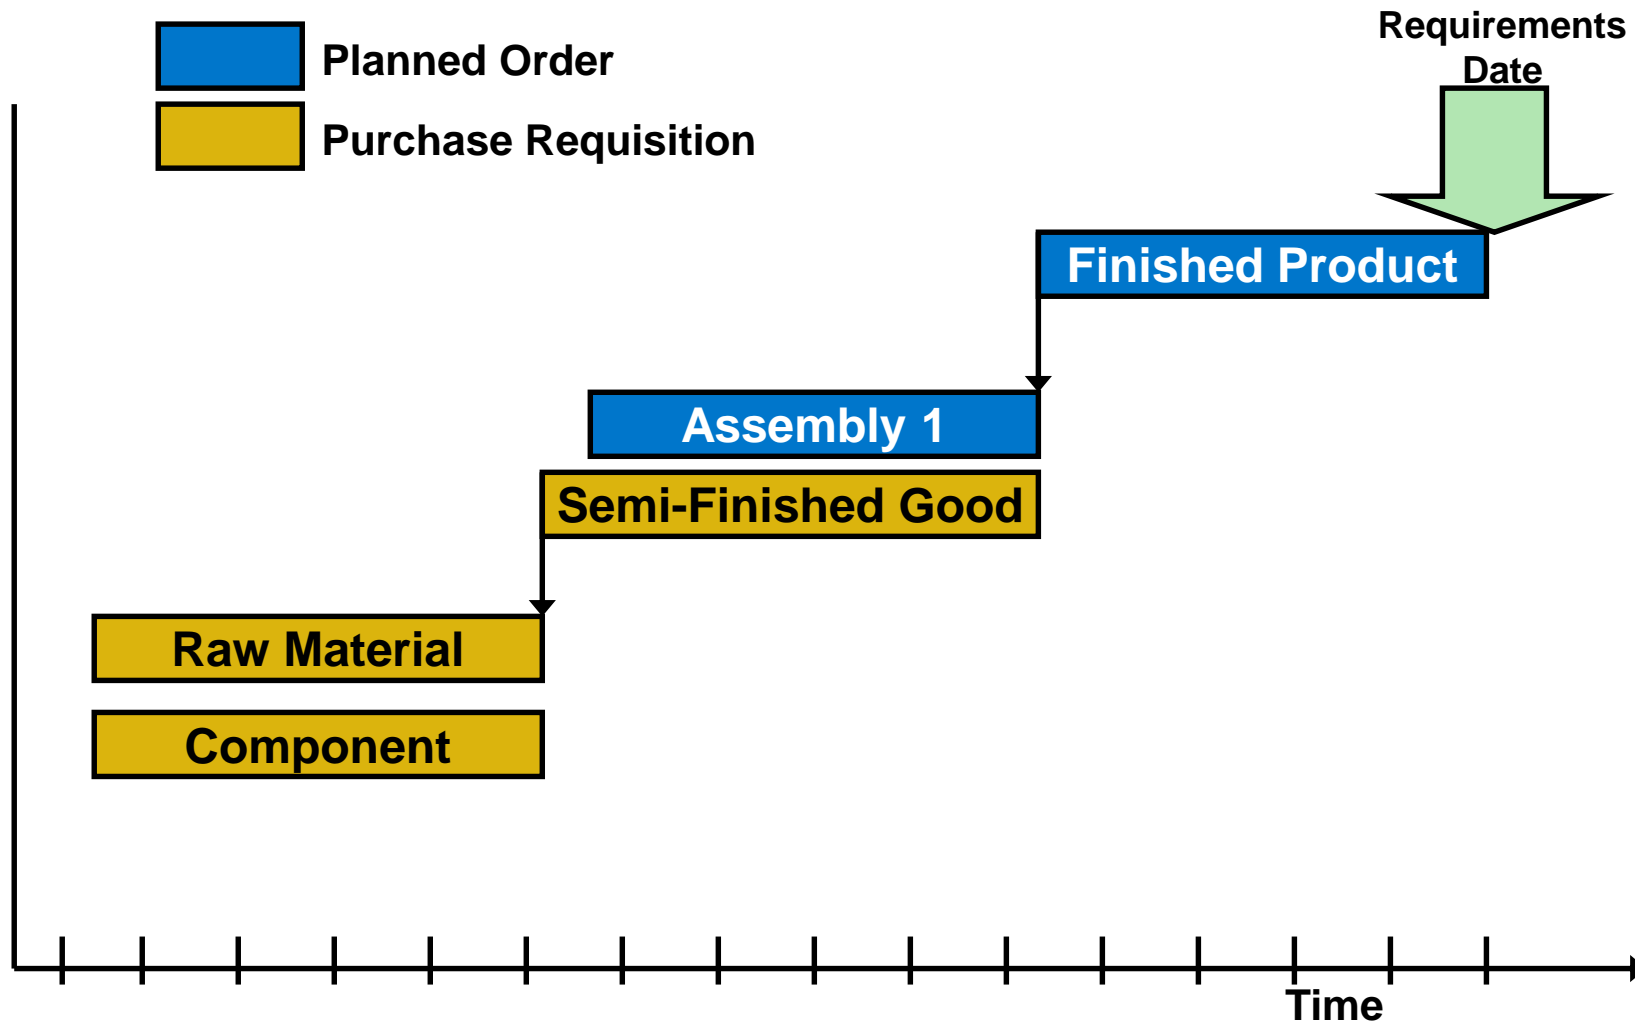 Requirements
Date
Planned Order
Purchase Requisition
Finished Product
Assembly 1
Semi-Finished Good
Raw Material
Component
Time